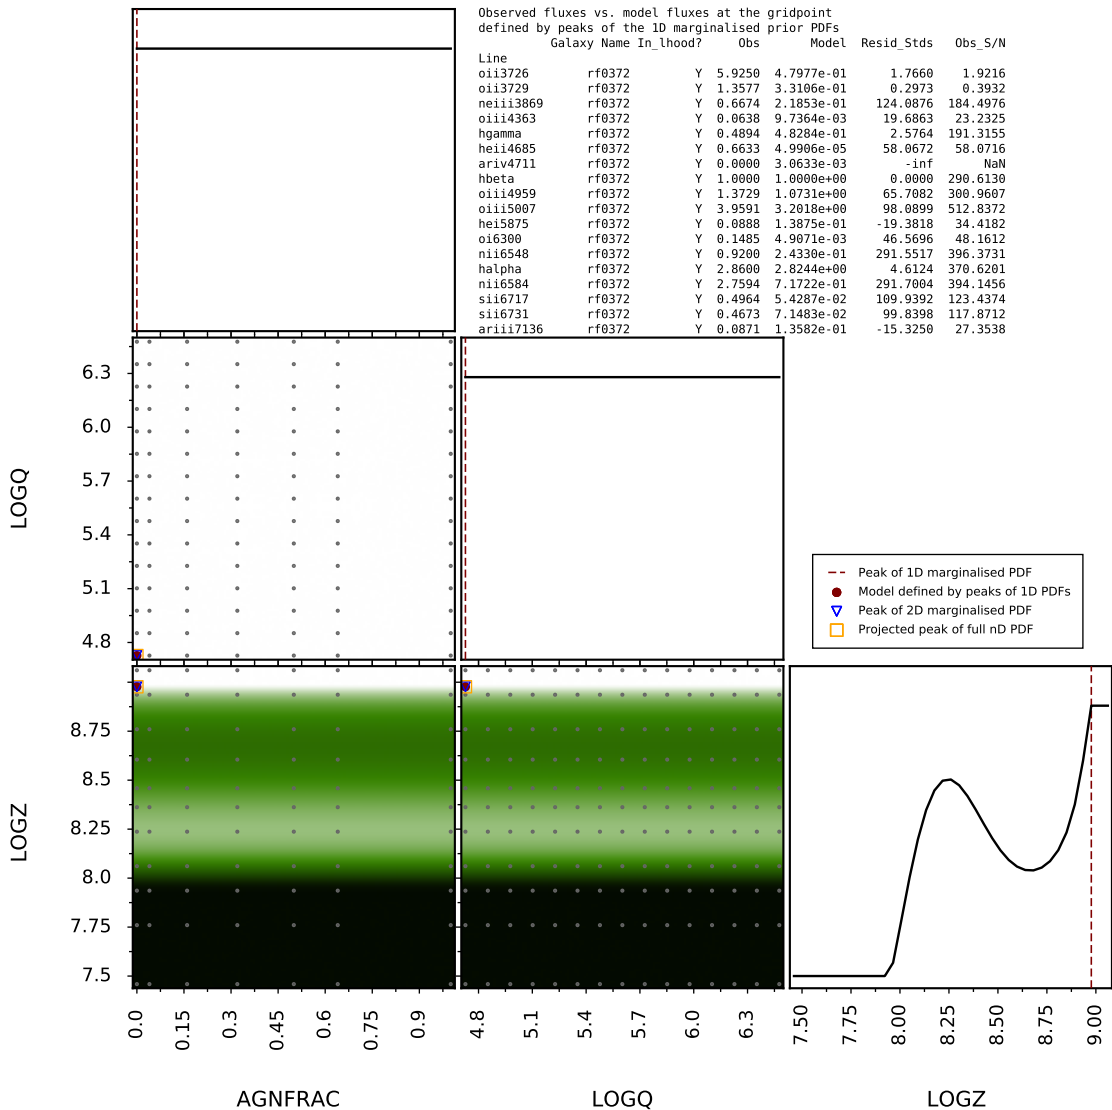 Observed fluxes vs. model fluxes at the gridpoint
defined by peaks of the 1D marginalised prior PDFs
Galaxy Name In_lhood? Obs Model Resid_Stds Obs_S/N
Line
oii3726 rf0372 Y 5.9250 4.7977e-01 1.7660 1.9216
oii3729 rf0372 Y 1.3577 3.3106e-01 0.2973 0.3932
neiii3869 rf0372 Y 0.6674 2.1853e-01 124.0876 184.4976
oiii4363 rf0372 Y 0.0638 9.7364e-03 19.6863 23.2325
hgamma rf0372 Y 0.4894 4.8284e-01 2.5764 191.3155
heii4685 rf0372 Y 0.6633 4.9906e-05 58.0672 58.0716
ariv4711 rf0372 Y 0.0000 3.0633e-03 -inf NaN
hbeta rf0372 Y 1.0000 1.0000e+00 0.0000 290.6130
oiii4959 rf0372 Y 1.3729 1.0731e+00 65.7082 300.9607
oiii5007 rf0372 Y 3.9591 3.2018e+00 98.0899 512.8372
hei5875 rf0372 Y 0.0888 1.3875e-01 -19.3818 34.4182
oi6300 rf0372 Y 0.1485 4.9071e-03 46.5696 48.1612
nii6548 rf0372 Y 0.9200 2.4330e-01 291.5517 396.3731
halpha rf0372 Y 2.8600 2.8244e+00 4.6124 370.6201
nii6584 rf0372 Y 2.7594 7.1722e-01 291.7004 394.1456
sii6717 rf0372 Y 0.4964 5.4287e-02 109.9392 123.4374
sii6731 rf0372 Y 0.4673 7.1483e-02 99.8398 117.8712
ariii7136 rf0372 Y 0.0871 1.3582e-01 -15.3250 27.3538
LOGQ
6.3
6.0
5.7
5.4
5.1
4.8
Peak of 1D marginalised PDF
Model defined by peaks of 1D PDFs
Peak of 2D marginalised PDF
Projected peak of full nD PDF
LOGZ
8.75
8.5
8.25
8.0
7.75
7.5
0.0 0.15 0.3 0.45 0.6 0.75 0.9
4.8 5.1 5.4 5.7 6.0 6.3
7.50 7.75 8.00 8.25 8.50 8.75 9.00
AGNFRAC
LOGQ
LOGZ